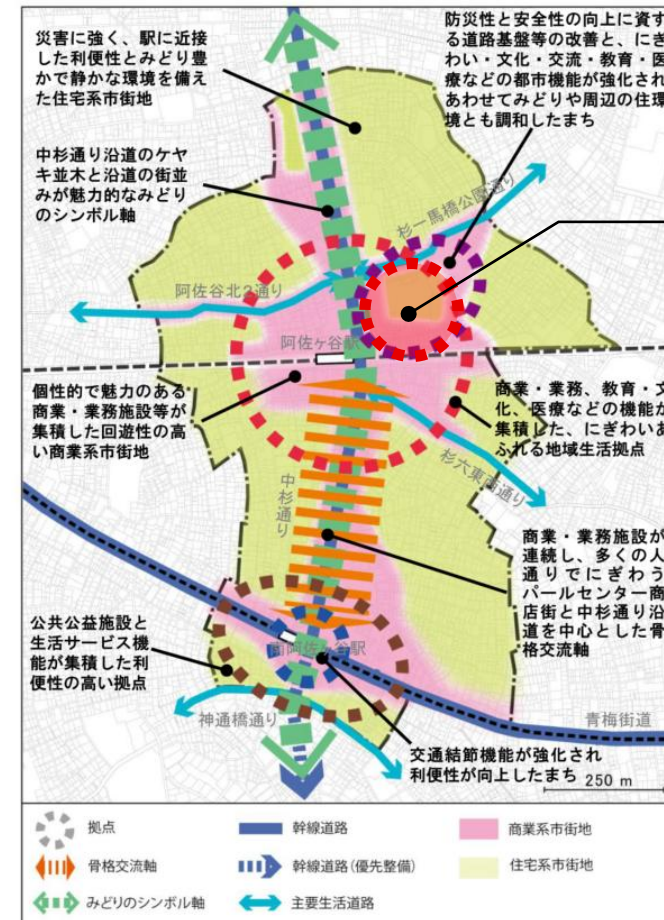 災害に強く、駅に近接
した利便性とみどり豊
かで静かな環境を備え
た住宅系市街地
防災性と安全性の向上に資す
る道路基盤等の改善と、にぎ
わい・文化・交流・教育・医
療などの都市機能が強化され
あわせてみどりや周辺の住環
境とも調和したまち
中杉通り沿道のケヤ
キ並木と沿道の街並
みが魅力的なみどり
のシンボル軸
杉一馬橋公園通り
阿佐谷北2通り
阿佐ヶ谷駅
個性的で魅力のある
商業・業務施設等が
集積した回遊性の高
い商業系市街地
商業・業務、教育・文
化、医療などの機能が
集積した、にぎわいあ
ふれる地域生活拠点
杉六東西通り
中杉通り
商業・業務施設が
連続し、多くの人
通りでにぎわう
パールセンター商
店街と中杉通り沿
道を中心とした骨
格交流軸
公共公益施設と
生活サービス機
能が集積した利
便性の高い拠点
南阿佐ヶ谷駅
神通橋通り
青梅街道
交通結節機能が強化され
利便性が向上したまち
250 m
拠点
幹線道路
商業系市街地
骨格交流軸
幹線道路(優先整備)
住宅系市街地
みどりのシンボル軸
主要生活道路